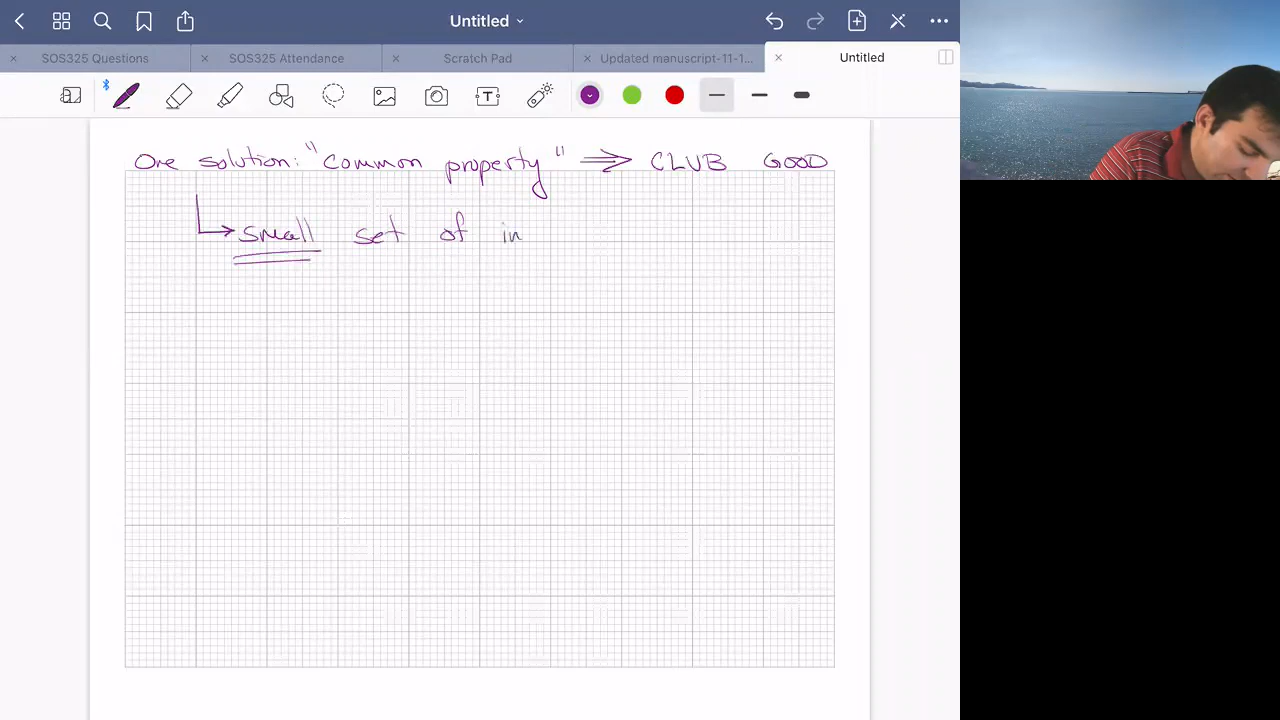 Untitled
SOS325 Questions
SOS325 Attendance
Scratch Pad
Updated manuscript-11-1...
Untitled
One solution: "Common property" ⇒ CLUB GOOD
↳ small set of in